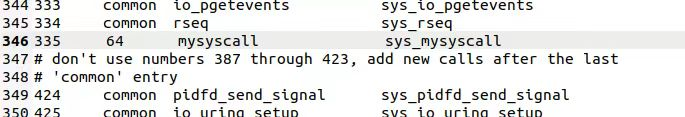 344 333 common io_pgetevents sys_io_pgetevents
345 334 common rseq sys_rseq
346 335 64 mysyscall sys_mysyscall
347 # don't use numbers 387 through 423, add new calls after the last
348 # 'common' entry
349 424 common pidfd_send_signal sys_pidfd_send_signal
350 425 common io_uring_setup sys_io_uring_setup